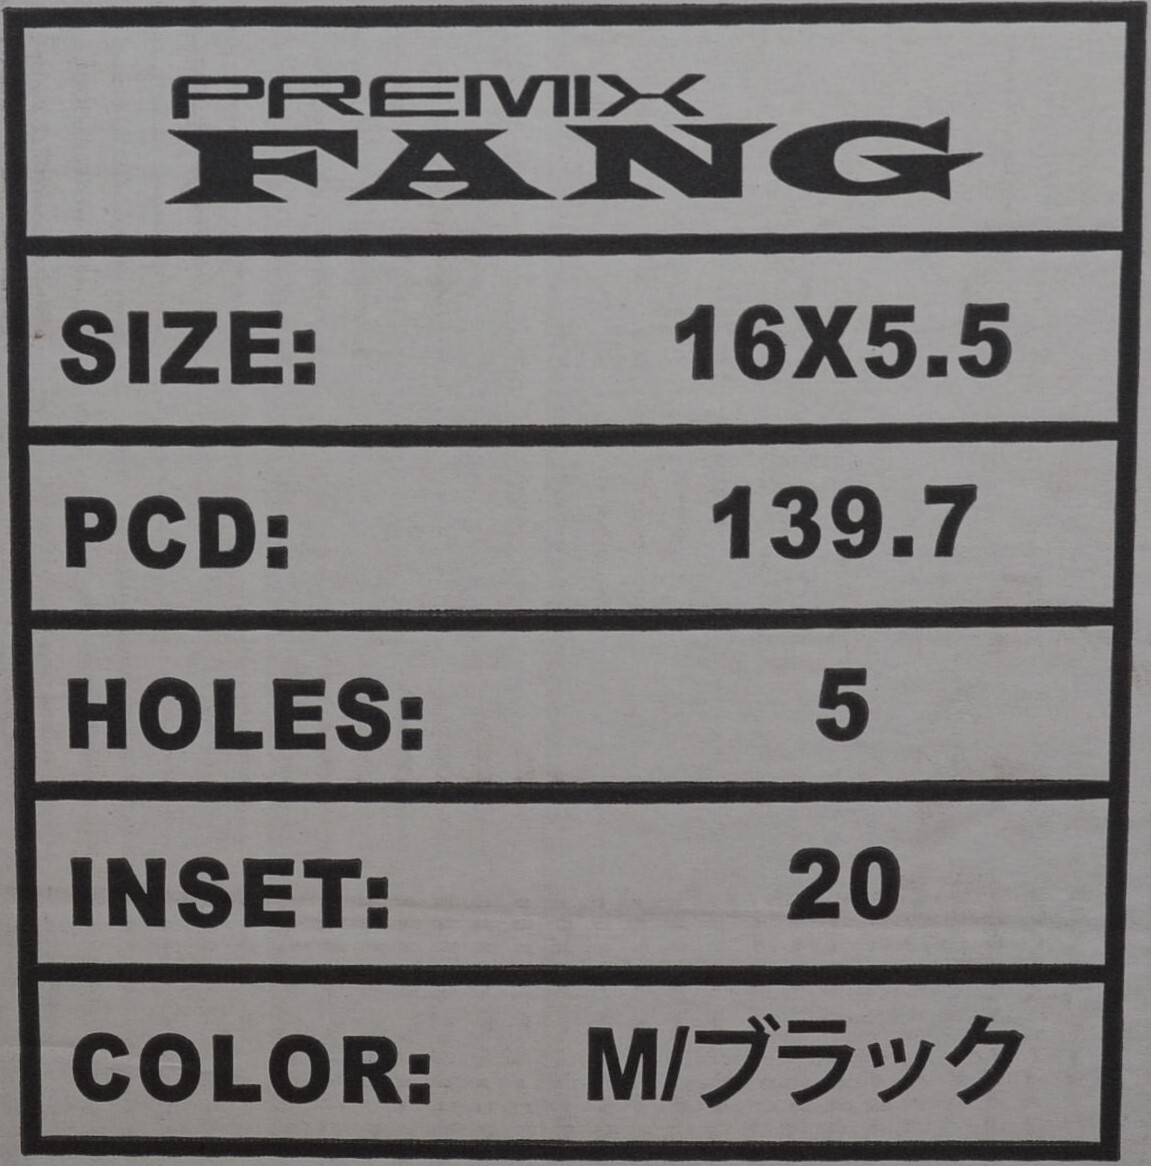 PREMIX
FANG
SIZE: 16X5.5
PCD: 139.7
HOLES: 5
INSET: 20
COLOR: M/ブラック